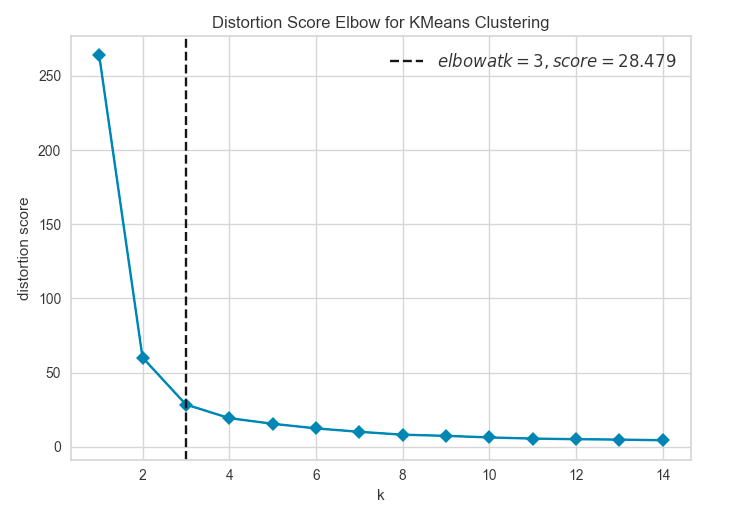 Distortion Score Elbow for KMeans Clustering
elbowatk = 3, score = 28.479
distortion score
250
200
150
100
50
0
2 4 6 8 10 12 14
k